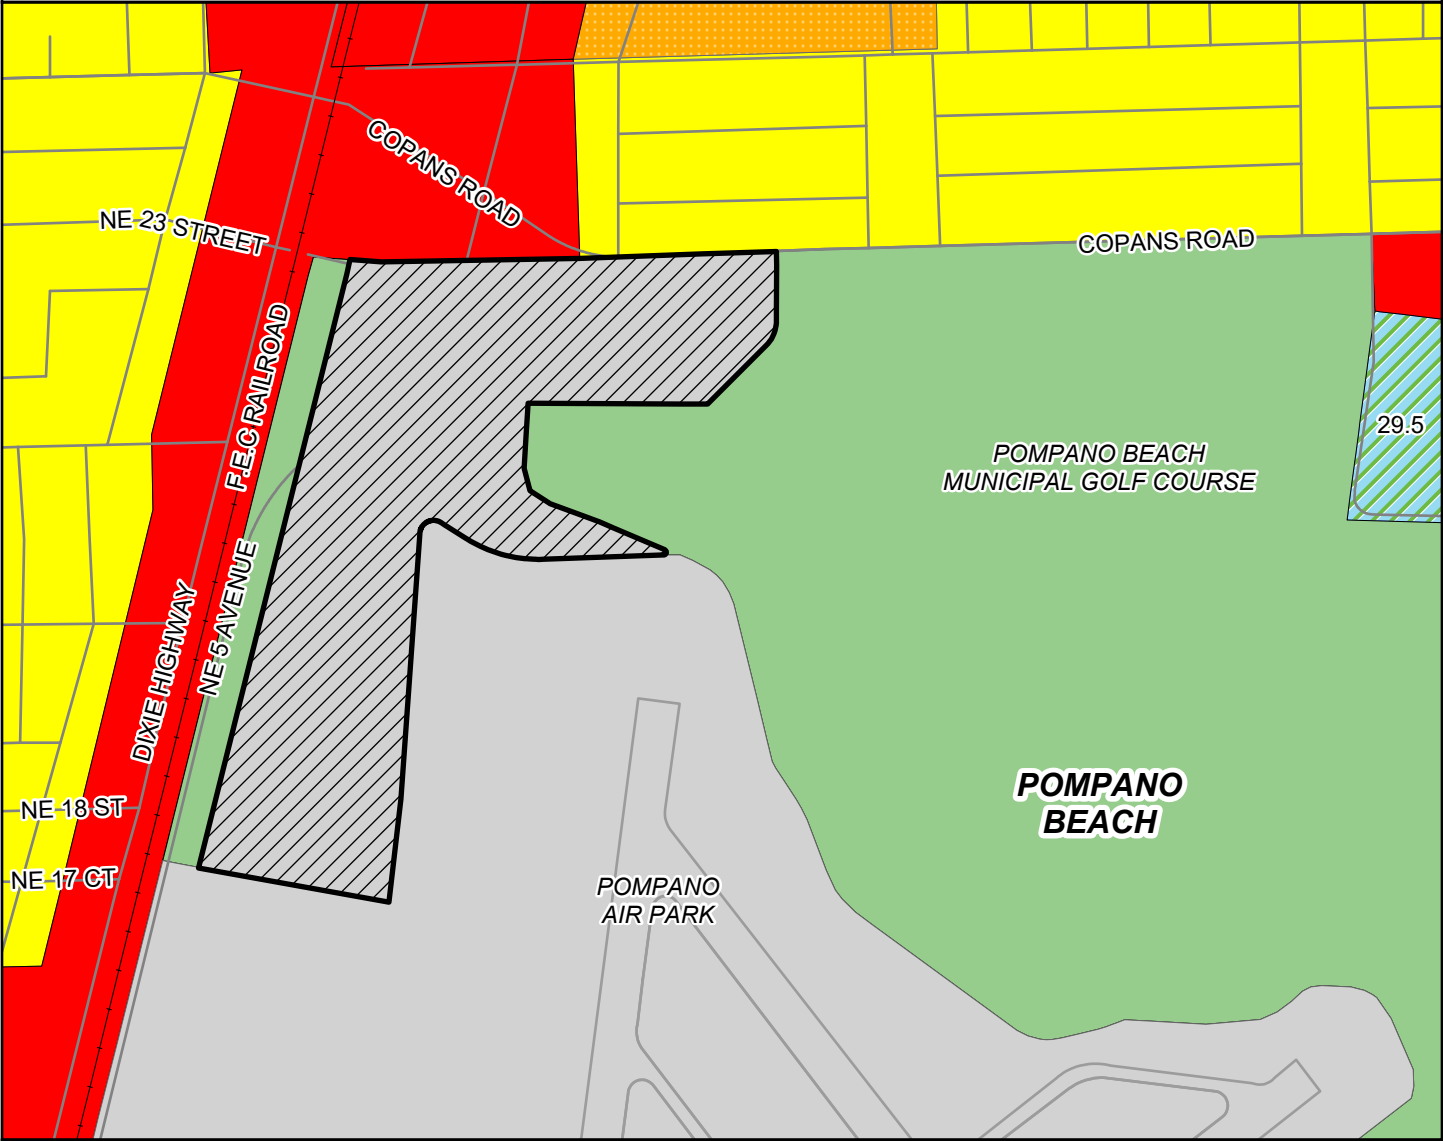 COPANS ROAD
NE 23 STREET
COPANS ROAD
F.E.C RAILROAD
29.5
POMPANO BEACH
MUNICIPAL GOLF COURSE
NE 5 AVENUE
DIXIE HIGHWAY
POMPANO
BEACH
NE 18 ST
NE 17 CT
POMPANO
AIR PARK